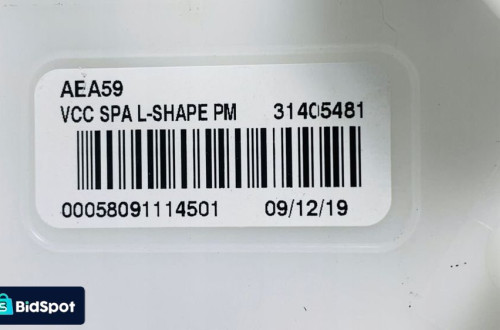 AEA59
VCC SPA L-SHAPE PM 31405481
00058091114501 09/12/19
BidSpot